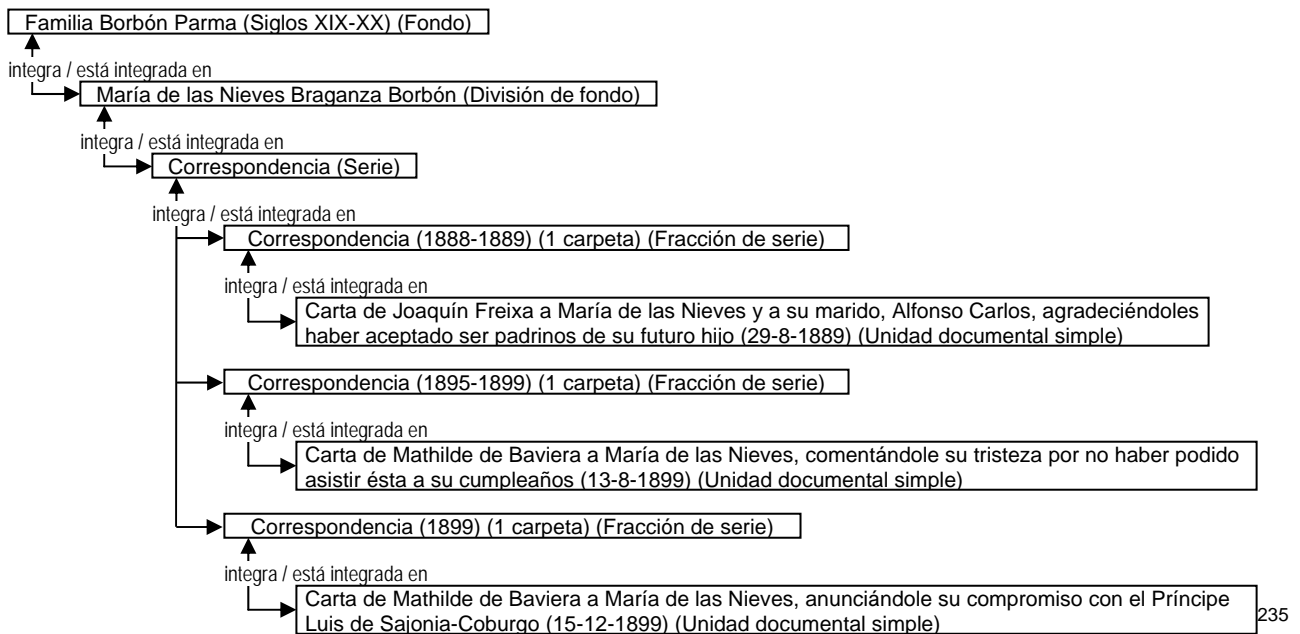 Familia Borbón Parma (Siglos XIX-XX) (Fondo)
integra / está integrada en
María de las Nieves Braganza Borbón (División de fondo)
integra / está integrada en
Correspondencia (Serie)
integra / está integrada en
Correspondencia (1888-1889) (1 carpeta) (Fracción de serie)
integra / está integrada en
Carta de Joaquín Freixa a María de las Nieves y a su marido, Alfonso Carlos, agradeciéndoles
haber aceptado ser padrinos de su futuro hijo (29-8-1889) (Unidad documental simple)
Correspondencia (1895-1899) (1 carpeta) (Fracción de serie)
integra / está integrada en
Carta de Mathilde de Baviera a María de las Nieves, comentándole su tristeza por no haber podido
asistir ésta a su cumpleaños (13-8-1899) (Unidad documental simple)
Correspondencia (1899) (1 carpeta) (Fracción de serie)
integra / está integrada en
Carta de Mathilde de Baviera a María de las Nieves, anunciándole su compromiso con el Príncipe
Luis de Sajonia-Coburgo (15-12-1899) (Unidad documental simple)
235